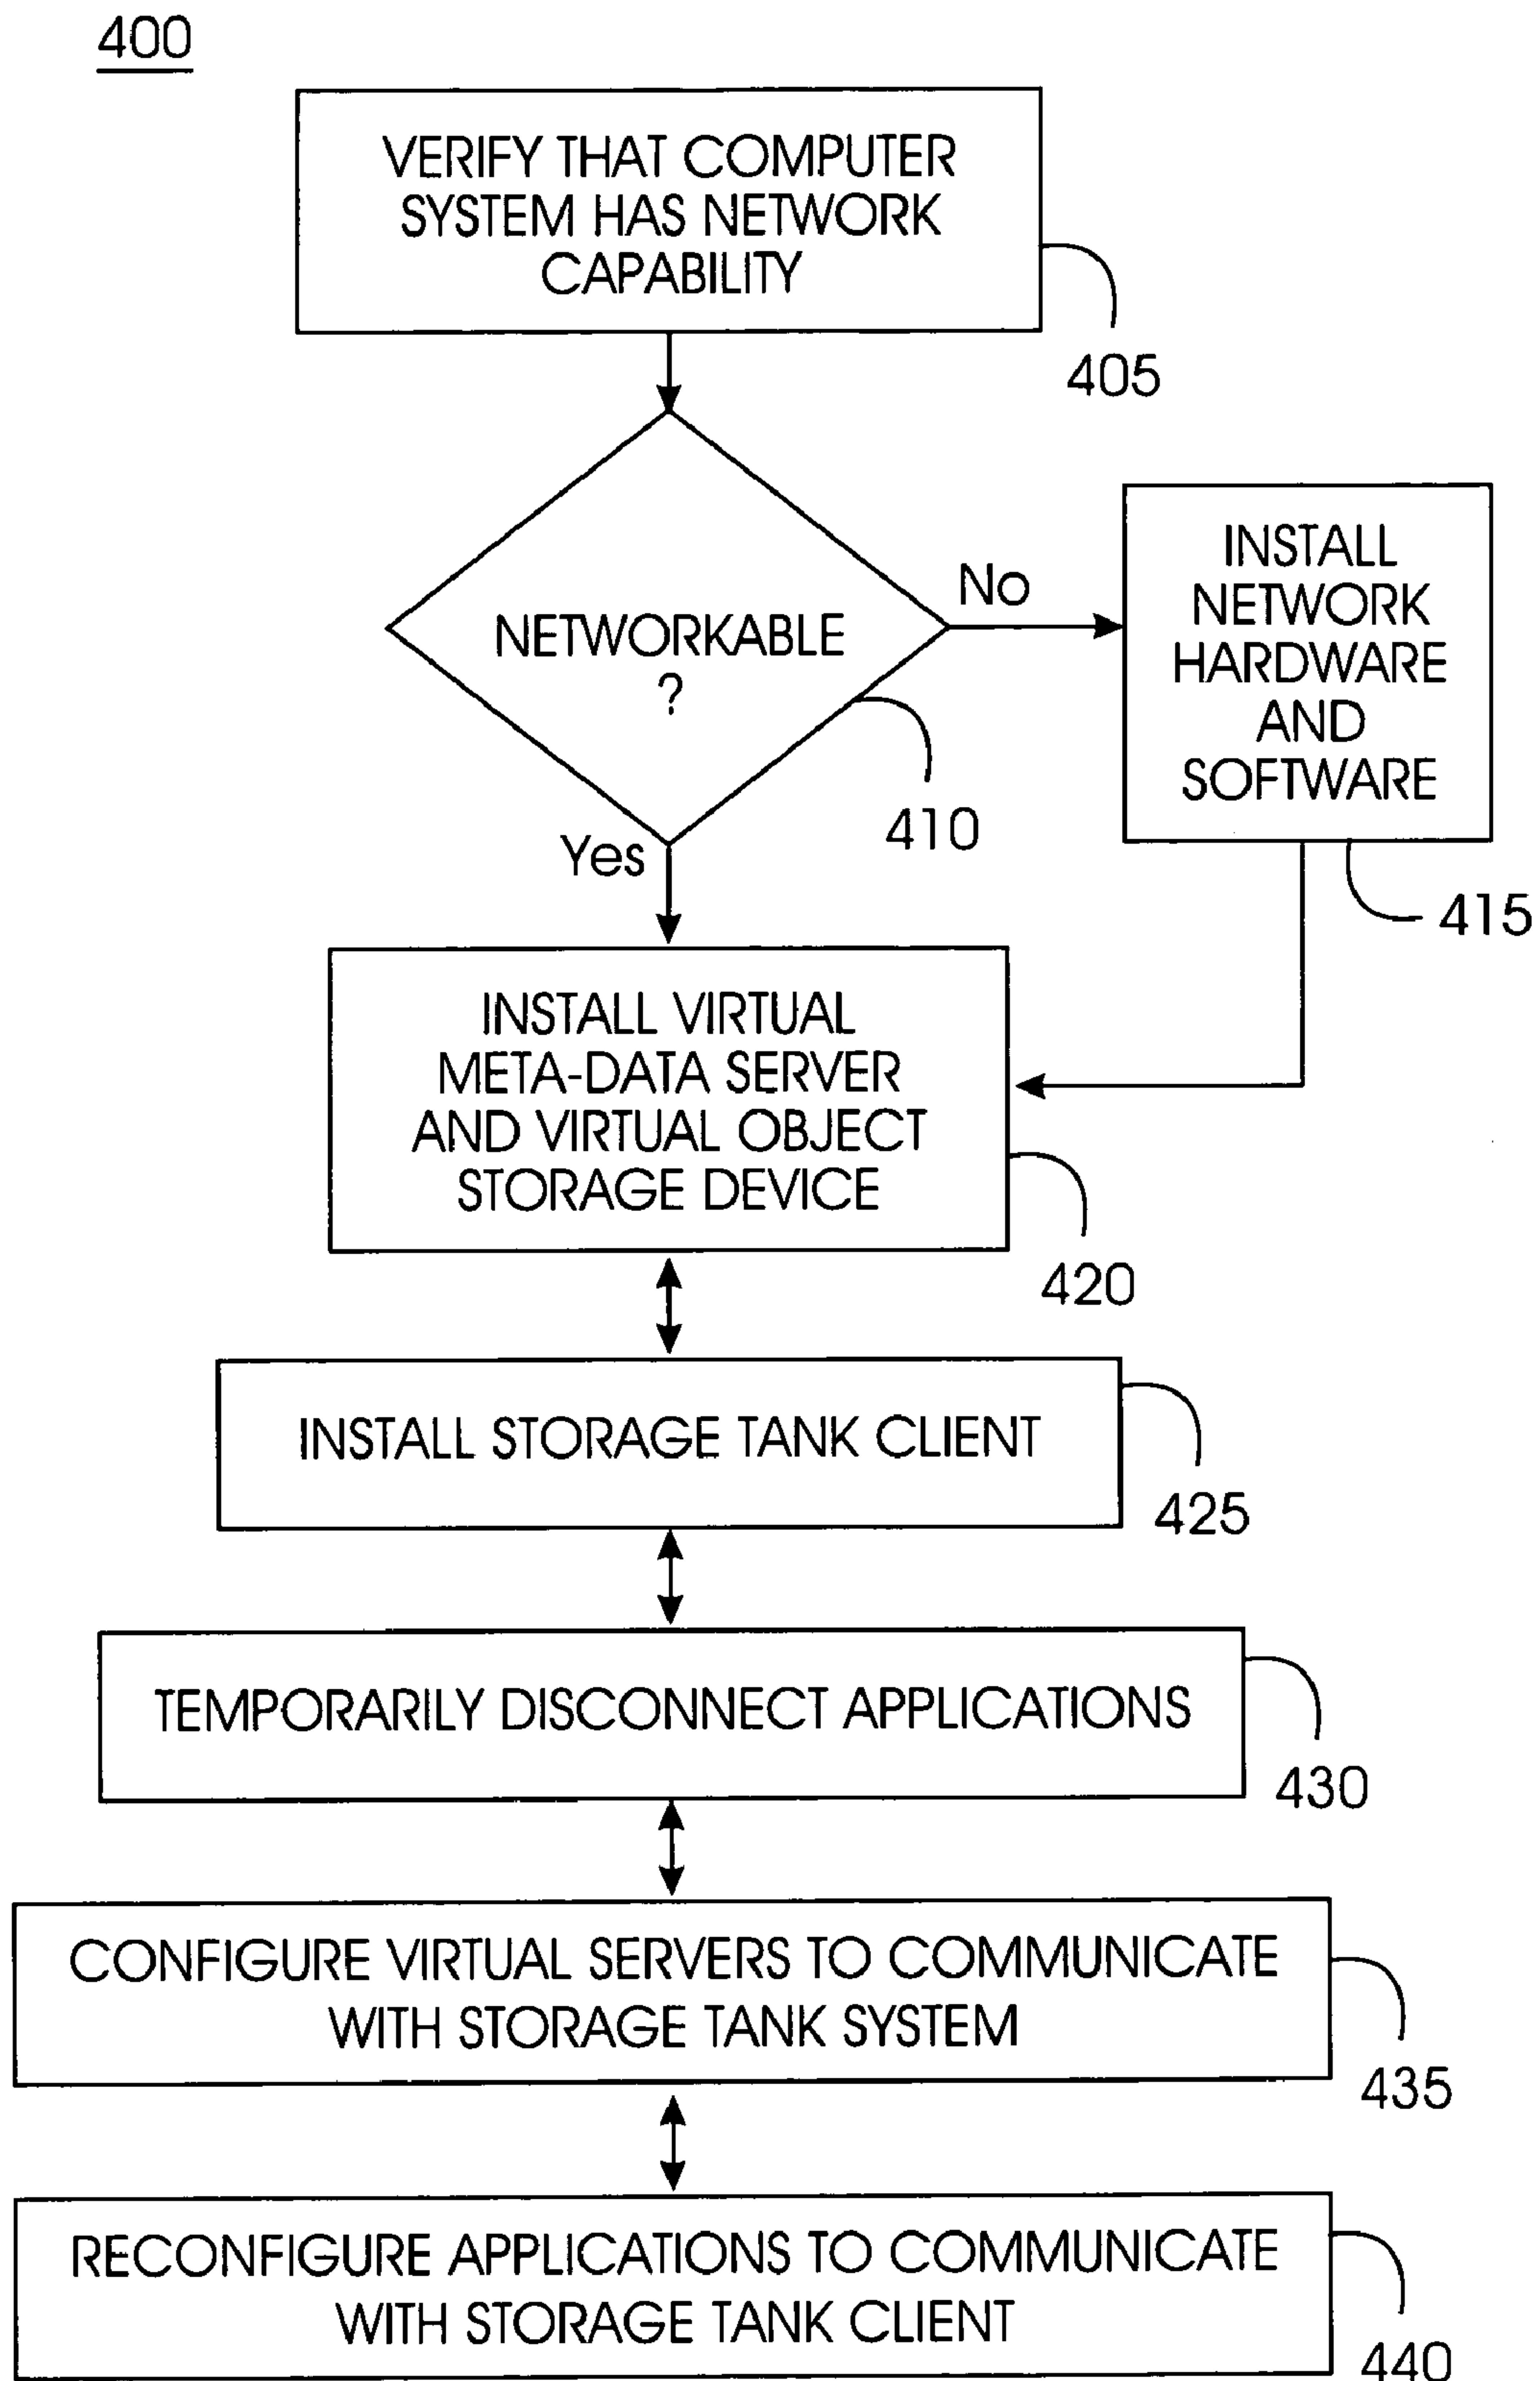 400
VERIFY THAT COMPUTER
SYSTEM HAS NETWORK
CAPABILITY
405
NETWORKABLE
?
410
No
Yes
INSTALL
NETWORK
HARDWARE
AND
SOFTWARE
415
INSTALL VIRTUAL
META-DATA SERVER
AND VIRTUAL OBJECT
STORAGE DEVICE
420
INSTALL STORAGE TANK CLIENT
425
TEMPORARILY DISCONNECT APPLICATIONS
430
CONFIGURE VIRTUAL SERVERS TO COMMUNICATE
WITH STORAGE TANK SYSTEM
435
RECONFIGURE APPLICATIONS TO COMMUNICATE
WITH STORAGE TANK CLIENT
440